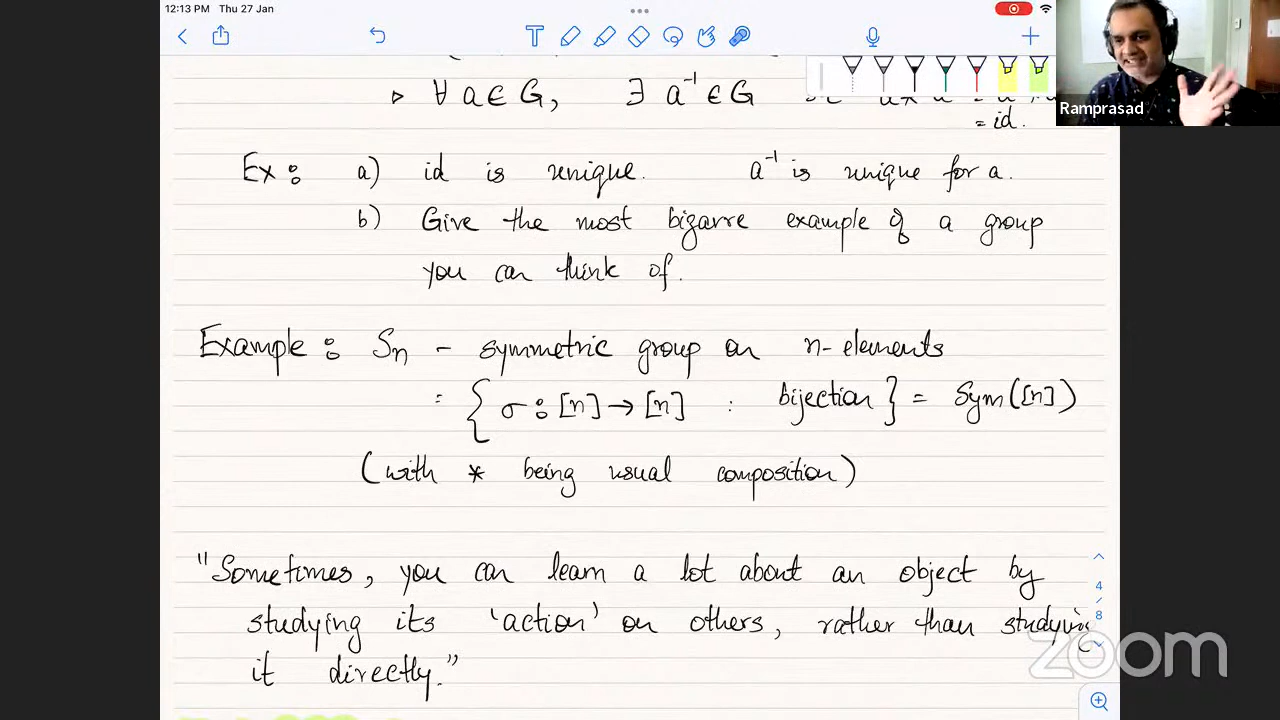 12:13 PM Thu 27 Jan
▹ ∀ a ∈ G, ∃ a⁻¹ ∈ G
= id.
Ramprasad
Ex : a) id is unique. a⁻¹ is unique for a.
b) Give the most bizarre example of a group
you can think of.
Example : Sn - symmetric group on n-elements
= { σ : [n] → [n] : bijection } = Sym([n])
(with * being usual composition)
"Sometimes, you can learn a lot about an object by
studying its 'action' on others, rather than studying
it directly."
4
/
8
zoom